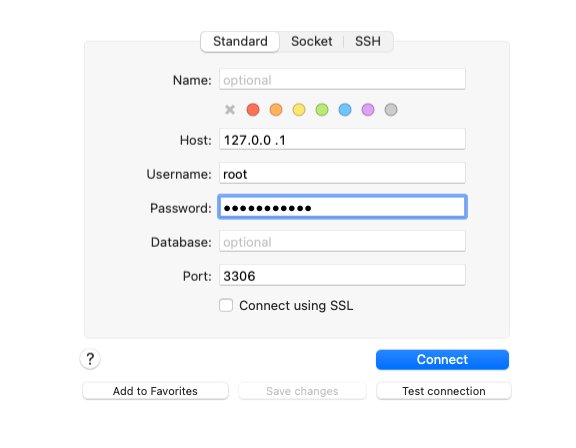 Standard Socket SSH
Name: optional
Host: 127.0.0 .1
Username: root
Password: •••••••••••
Database: optional
Port: 3306
Connect using SSL
? Connect
Add to Favorites Save changes Test connection